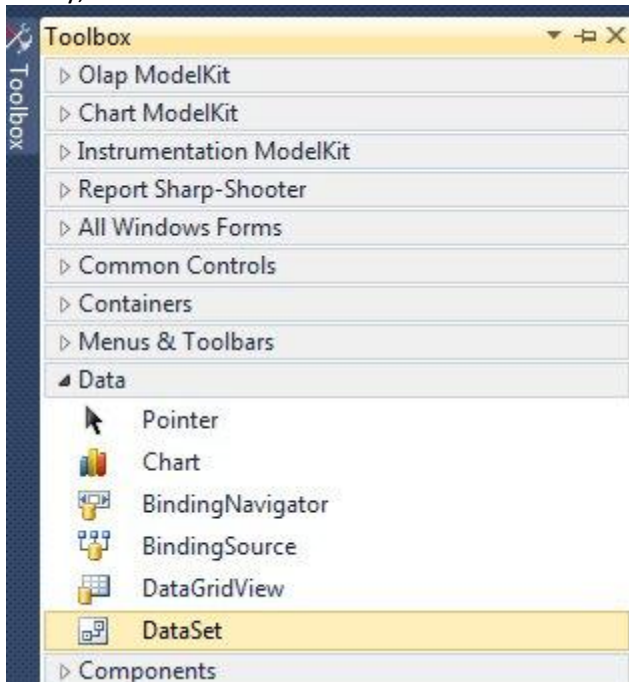 Toolbox
Toolbox
Olap ModelKit
Chart ModelKit
Instrumentation ModelKit
Report Sharp-Shooter
All Windows Forms
Common Controls
Containers
Menus & Toolbars
Data
Pointer
Chart
BindingNavigator
BindingSource
DataGridView
DataSet
Components